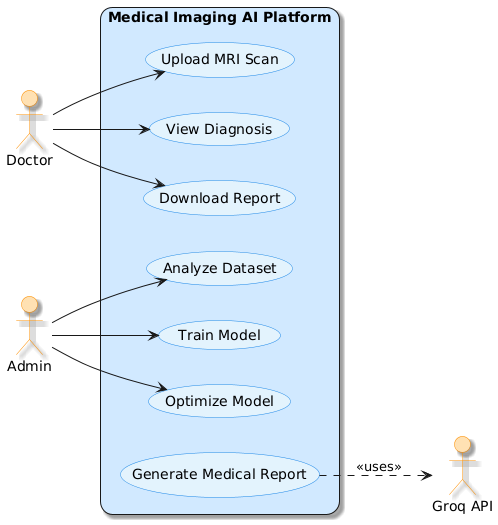 Medical Imaging AI Platform
Upload MRI Scan
View Diagnosis
Doctor
Download Report
Analyze Dataset
Train Model
Admin
Optimize Model
Generate Medical Report
«uses»
Groq API